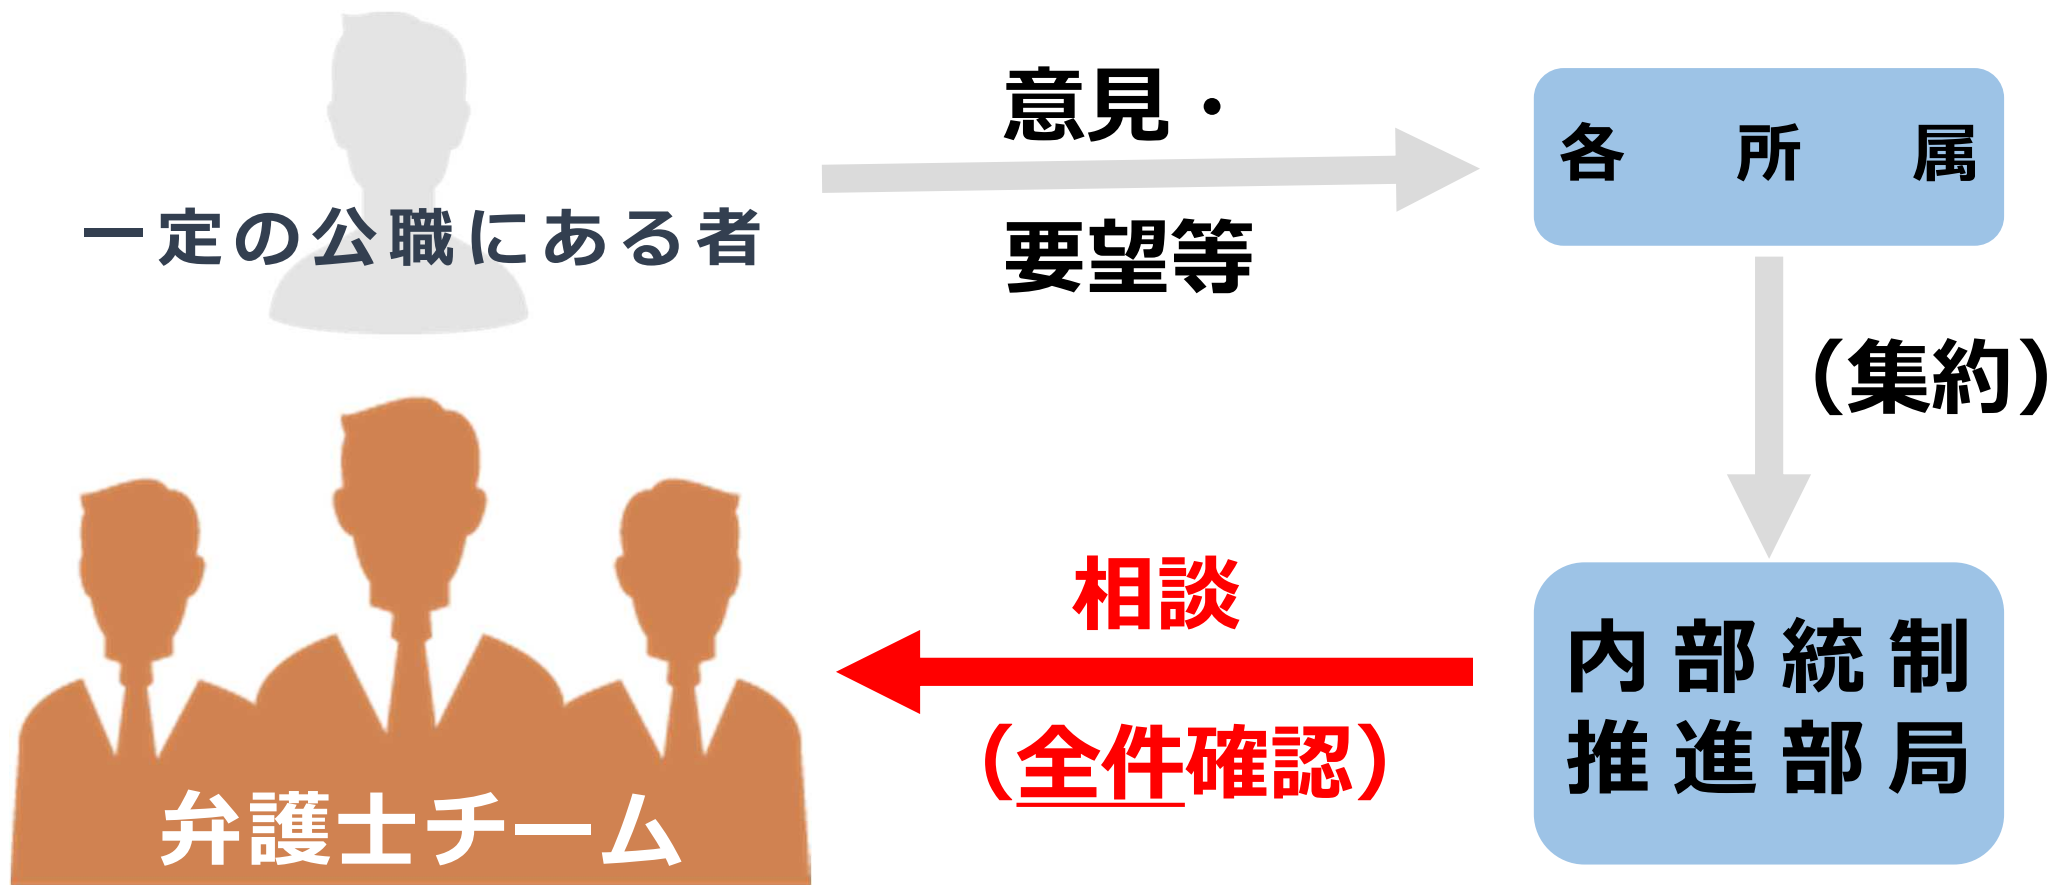 一定の公職にある者
意見・
要望等
各所属
（集約）
相談
（全件確認）
内部統制
推進部局
弁護士チーム